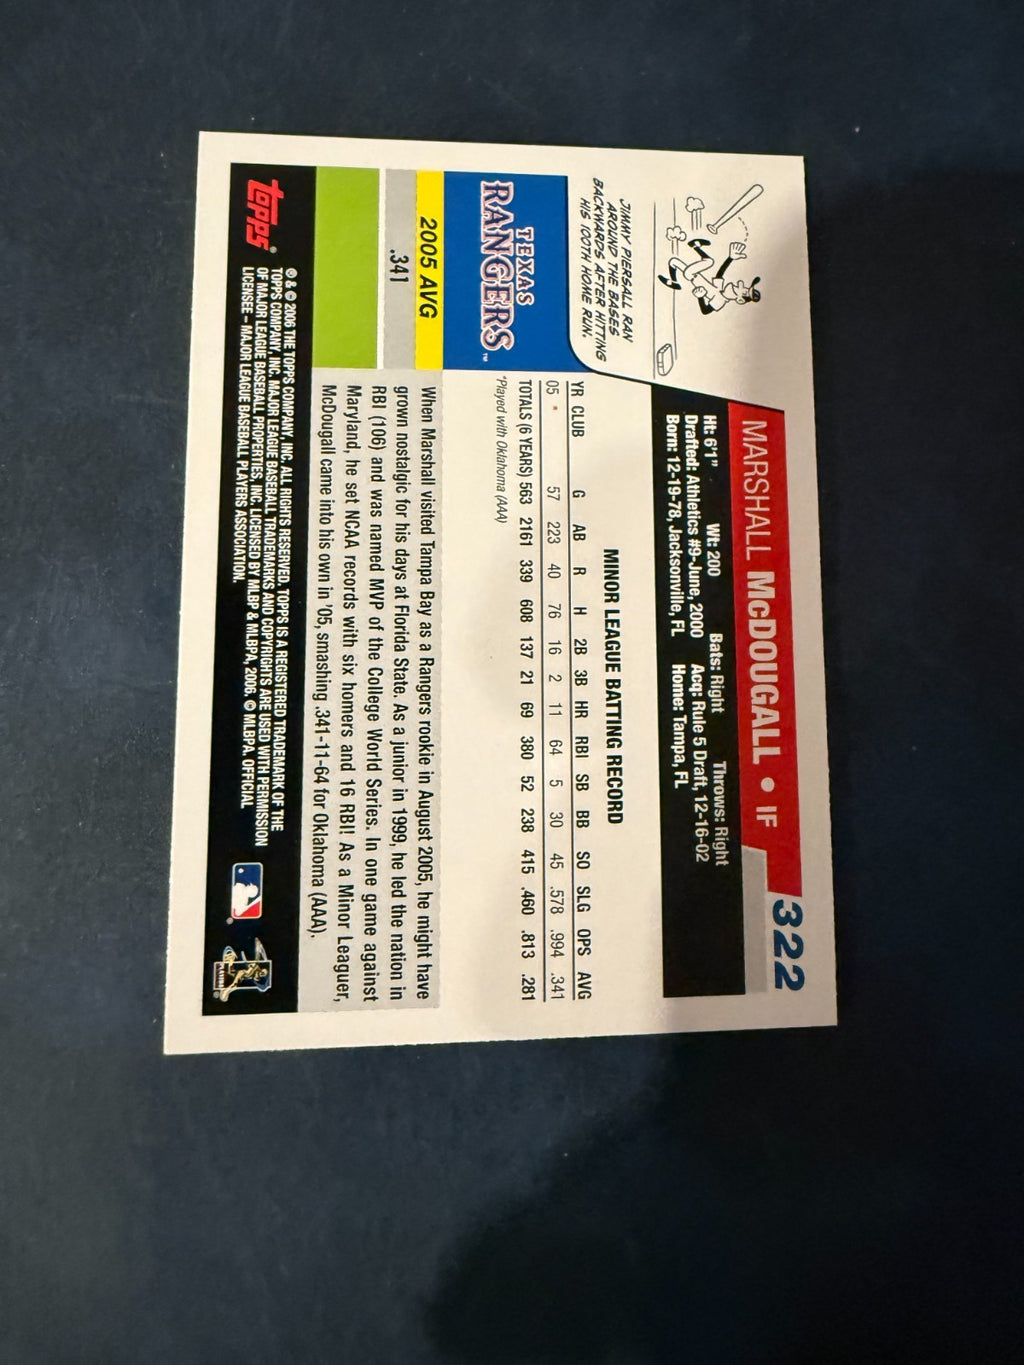 MARSHALL McDOUGALL • IF
322
Ht: 6'1" Wt: 200 Bats: Right Throws: Right
Drafted: Athletics #9-June, 2000 Acq: Rule 5 Draft, 12-16-02
Born: 12-19-78, Jacksonville, FL Home: Tampa, FL
JIMMY PIERSALL RAN
AROUND THE BASES
BACKWARDS AFTER HITTING
HIS 100TH HOME RUN.
MINOR LEAGUE BATTING RECORD
YR CLUB G AB R H 2B 3B HR RBI SB BB SO SLG OPS AVG
05 * 57 223 40 76 16 2 11 64 5 30 45 .578 .994 .341
TOTALS (6 YEARS) 563 2161 339 608 137 21 69 380 52 238 415 .460 .813 .281
*Played with Oklahoma (AAA)
TEXAS
RANGERS™
2005 AVG
.341
When Marshall visited Tampa Bay as a Rangers rookie in August 2005, he might have
grown nostalgic for his days at Florida State. As a junior in 1999, he led the nation in
RBI (106) and was named MVP of the College World Series. In one game against
Maryland, he set NCAA records with six homers and 16 RBI! As a Minor Leaguer,
McDougall came into his own in '05, smashing .341-11-64 for Oklahoma (AAA).
topps®
® & © 2006 THE TOPPS COMPANY, INC. ALL RIGHTS RESERVED. TOPPS IS A REGISTERED TRADEMARK OF THE
TOPPS COMPANY, INC. MAJOR LEAGUE BASEBALL TRADEMARKS AND COPYRIGHTS ARE USED WITH PERMISSION
OF MAJOR LEAGUE BASEBALL PROPERTIES, INC. LICENSED BY MLBP & MLBPA, 2006. © MLBPA, OFFICIAL
LICENSEE – MAJOR LEAGUE BASEBALL PLAYERS ASSOCIATION.